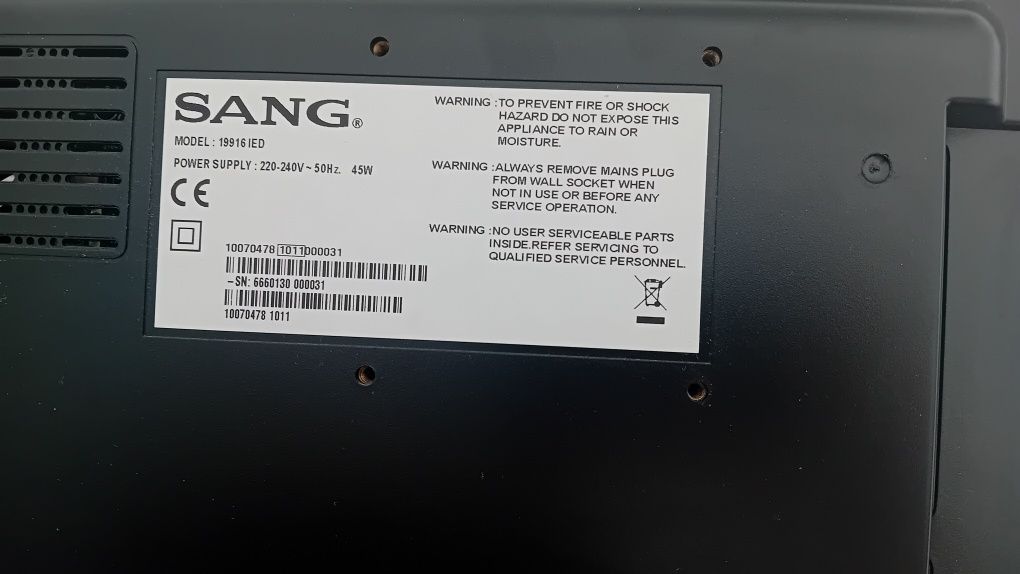 SANG®
MODEL : 19916 IED
POWER SUPPLY : 220-240V ~ 50Hz. 45W
CE
10070478 1011000031
-SN: 6660130 000031
10070478 1011
WARNING :TO PREVENT FIRE OR SHOCK
HAZARD DO NOT EXPOSE THIS
APPLIANCE TO RAIN OR
MOISTURE.
WARNING :ALWAYS REMOVE MAINS PLUG
FROM WALL SOCKET WHEN
NOT IN USE OR BEFORE ANY
SERVICE OPERATION.
WARNING :NO USER SERVICEABLE PARTS
INSIDE.REFER SERVICING TO
QUALIFIED SERVICE PERSONNEL.